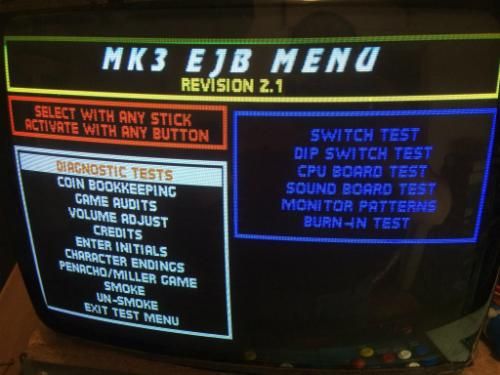 MK3 EJB MENU
REVISION 2.1
SELECT WITH ANY STICK
ACTIVATE WITH ANY BUTTON
DIAGNOSTIC TESTS
COIN BOOKKEEPING
GAME AUDITS
VOLUME ADJUST
CREDITS
ENTER INITIALS
CHARACTER ENDINGS
PENACHO/MILLER GAME
SMOKE
UN-SMOKE
EXIT TEST MENU
SWITCH TEST
DIP SWITCH TEST
CPU BOARD TEST
SOUND BOARD TEST
MONITOR PATTERNS
BURN-IN TEST